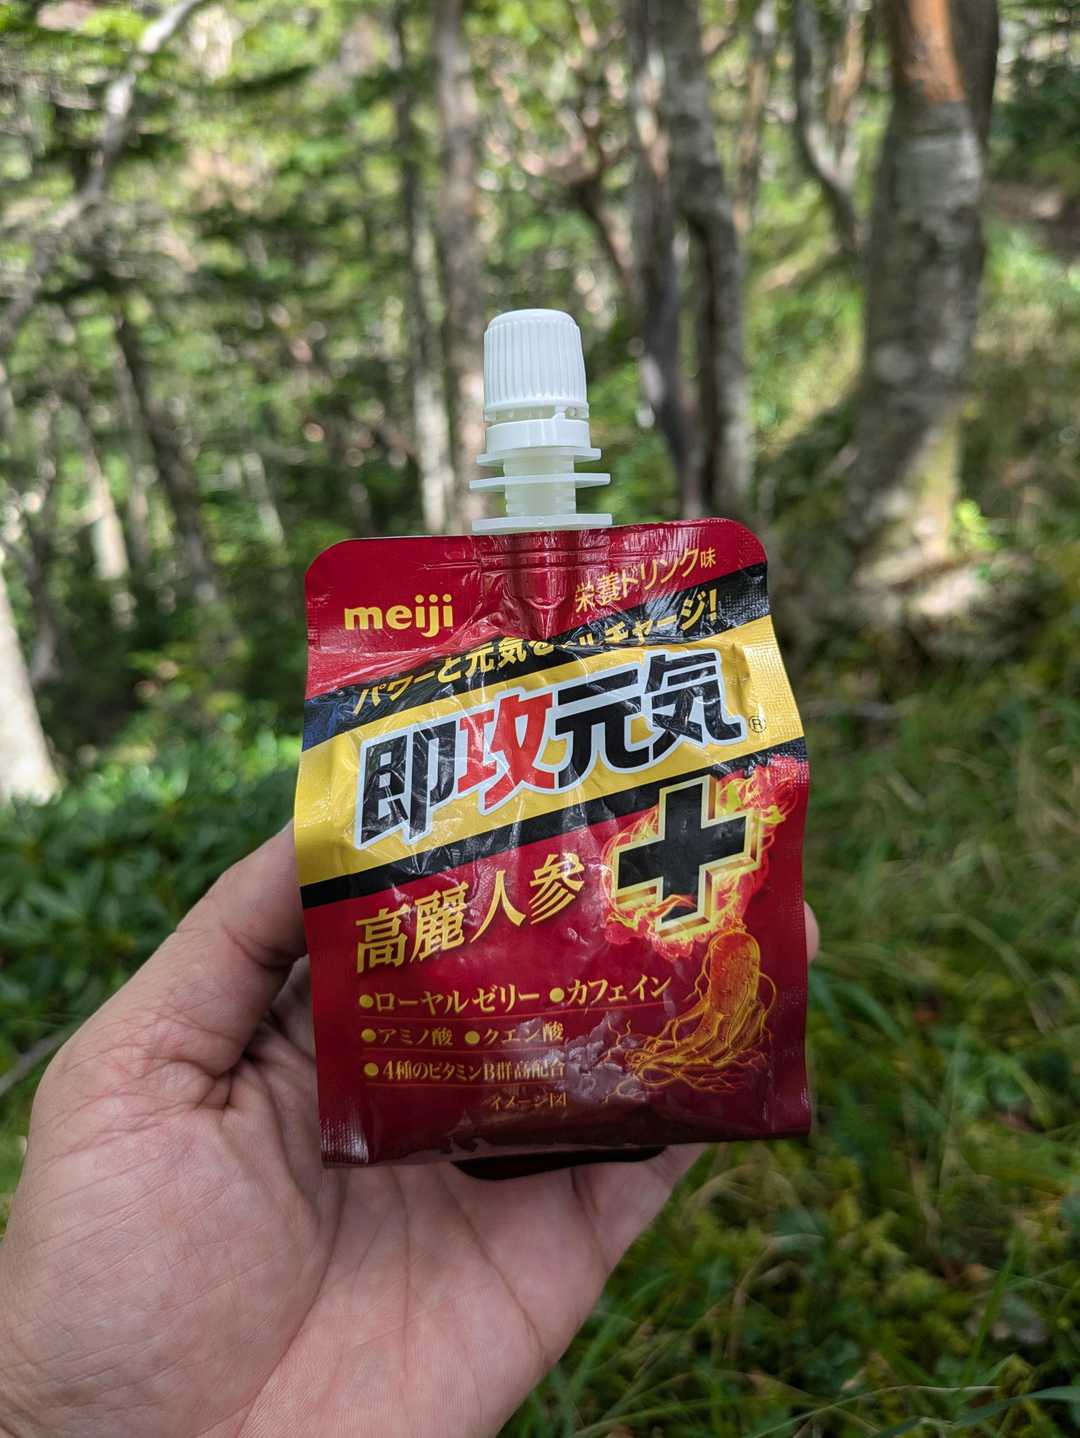 meiji
栄養ドリンク味
パワーと元気を チャージ!
即攻元気®
+
高麗人参
●ローヤルゼリー ●カフェイン
●アミノ酸 ●クエン酸
●4種のビタミンB群高配合
イメージ図